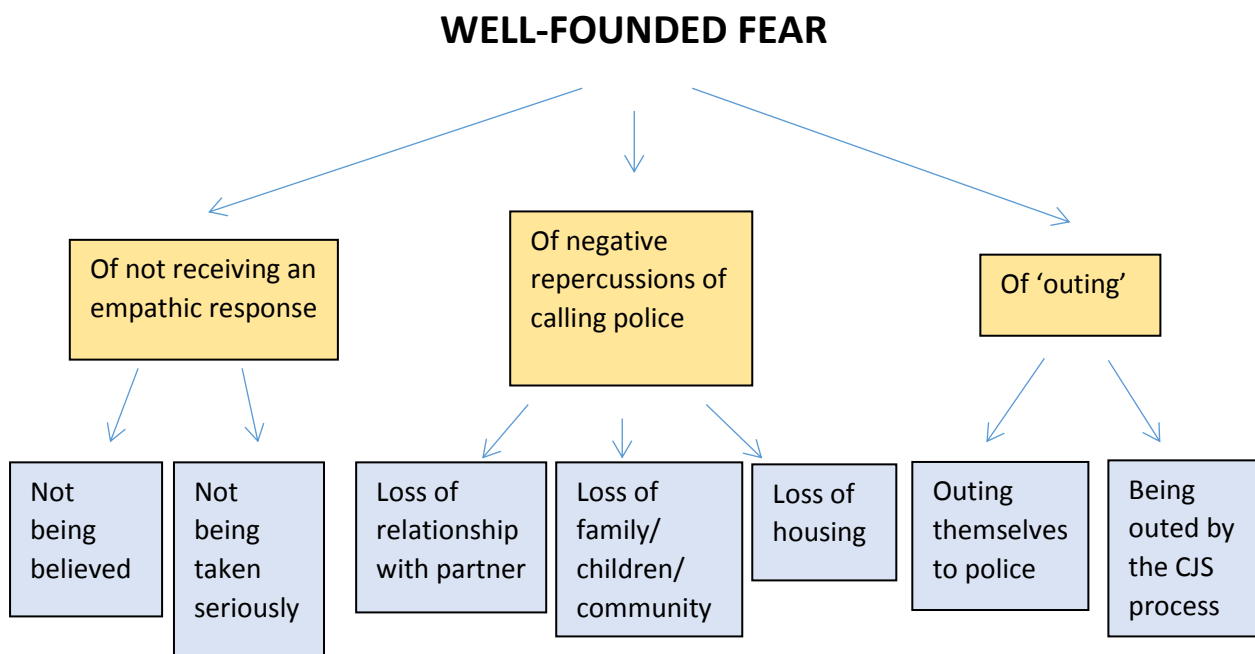 WELL-FOUNDED FEAR
Of not receiving an
empathic response
Of negative
repercussions of
calling police
Of ‘outing’
Not
being
believed
Not
being
taken
seriously
Loss of
relationship
with partner
Loss of
family/
children/
community
Loss of
housing
Outing
themselves
to police
Being
outed by
the CJS
process